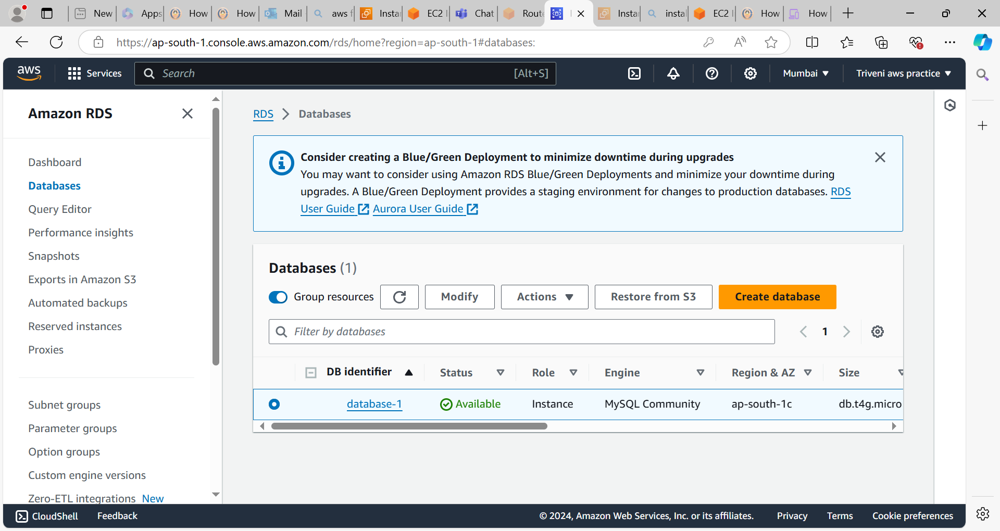 New
Apps
How
How
Mail
aws f
Instar
EC2 I
Chat
Route
Instar
instal
EC2 I
How
How
https://ap-south-1.console.aws.amazon.com/rds/home?region=ap-south-1#databases:
aws
Services
Search
[Alt+S]
Mumbai
Triveni aws practice
Amazon RDS
Dashboard
Databases
Query Editor
Performance insights
Snapshots
Exports in Amazon S3
Automated backups
Reserved instances
Proxies
Subnet groups
Parameter groups
Option groups
Custom engine versions
Zero-ETL integrations New
RDS > Databases
Consider creating a Blue/Green Deployment to minimize downtime during upgrades
You may want to consider using Amazon RDS Blue/Green Deployments and minimize your downtime during
upgrades. A Blue/Green Deployment provides a staging environment for changes to production databases. RDS
User Guide Aurora User Guide
Databases (1)
Group resources
Modify
Actions
Restore from S3
Create database
Filter by databases
1
DB identifier Status Role Engine Region & AZ Size
database-1 Available Instance MySQL Community ap-south-1c db.t4g.micro
CloudShell
Feedback
© 2024, Amazon Web Services, Inc. or its affiliates.
Privacy
Terms
Cookie preferences